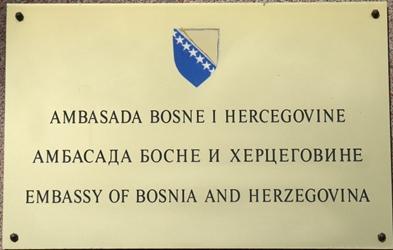 AMBASADA BOSNE I HERCEGOVINE
АМБАСАДА БОСНЕ И ХЕРЦЕГОВИНЕ
EMBASSY OF BOSNIA AND HERZEGOVINA